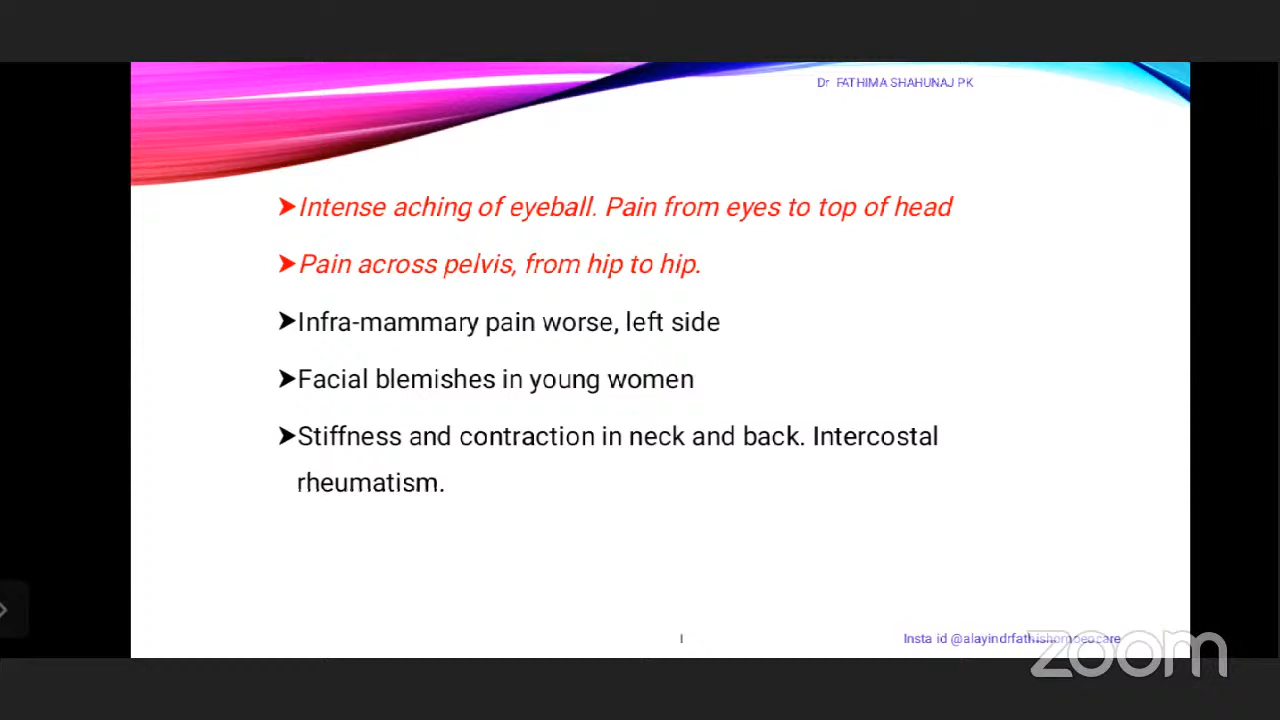 Dr FATHIMA SHAHUNAJ PK
➤Intense aching of eyeball. Pain from eyes to top of head
➤Pain across pelvis, from hip to hip.
➤Infra-mammary pain worse, left side
➤Facial blemishes in young women
➤Stiffness and contraction in neck and back. Intercostal
rheumatism.
Insta id @alayindrfathishomoeocare
zoom